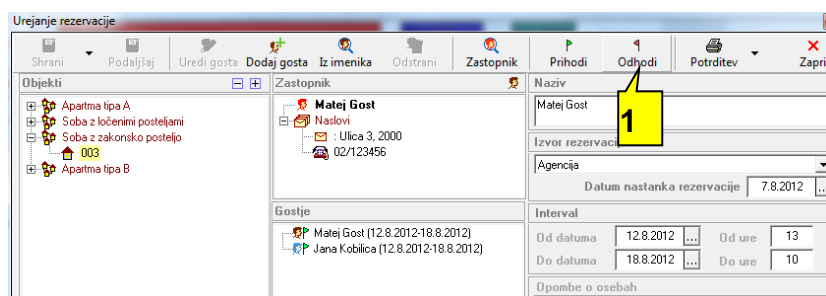 Urejanje rezervacije
Shrani Podaljšaj Uredi gosta Dodaj gosta Iz imenika Odstrani Zastopnik Prihodi Odhodi Potrditev Zapri
Objekti
Apartma tipa A
Soba z ločenimi posteljami
Soba z zakonsko posteljo
003
Apartma tipa B
Zastopnik
Matej Gost
Naslovi
: Ulica 3, 2000
02/123456
Gostje
Matej Gost (12.8.2012-18.8.2012)
Jana Kobilica (12.8.2012-18.8.2012)
Naziv
Matej Gost
1
Izvor rezervaci
Agencija
Datum nastanka rezervacije 7.8.2012 ...
Interval
Od datuma 12.8.2012 ... Od ure 13
Do datuma 18.8.2012 ... Do ure 10
Opombe o osebah